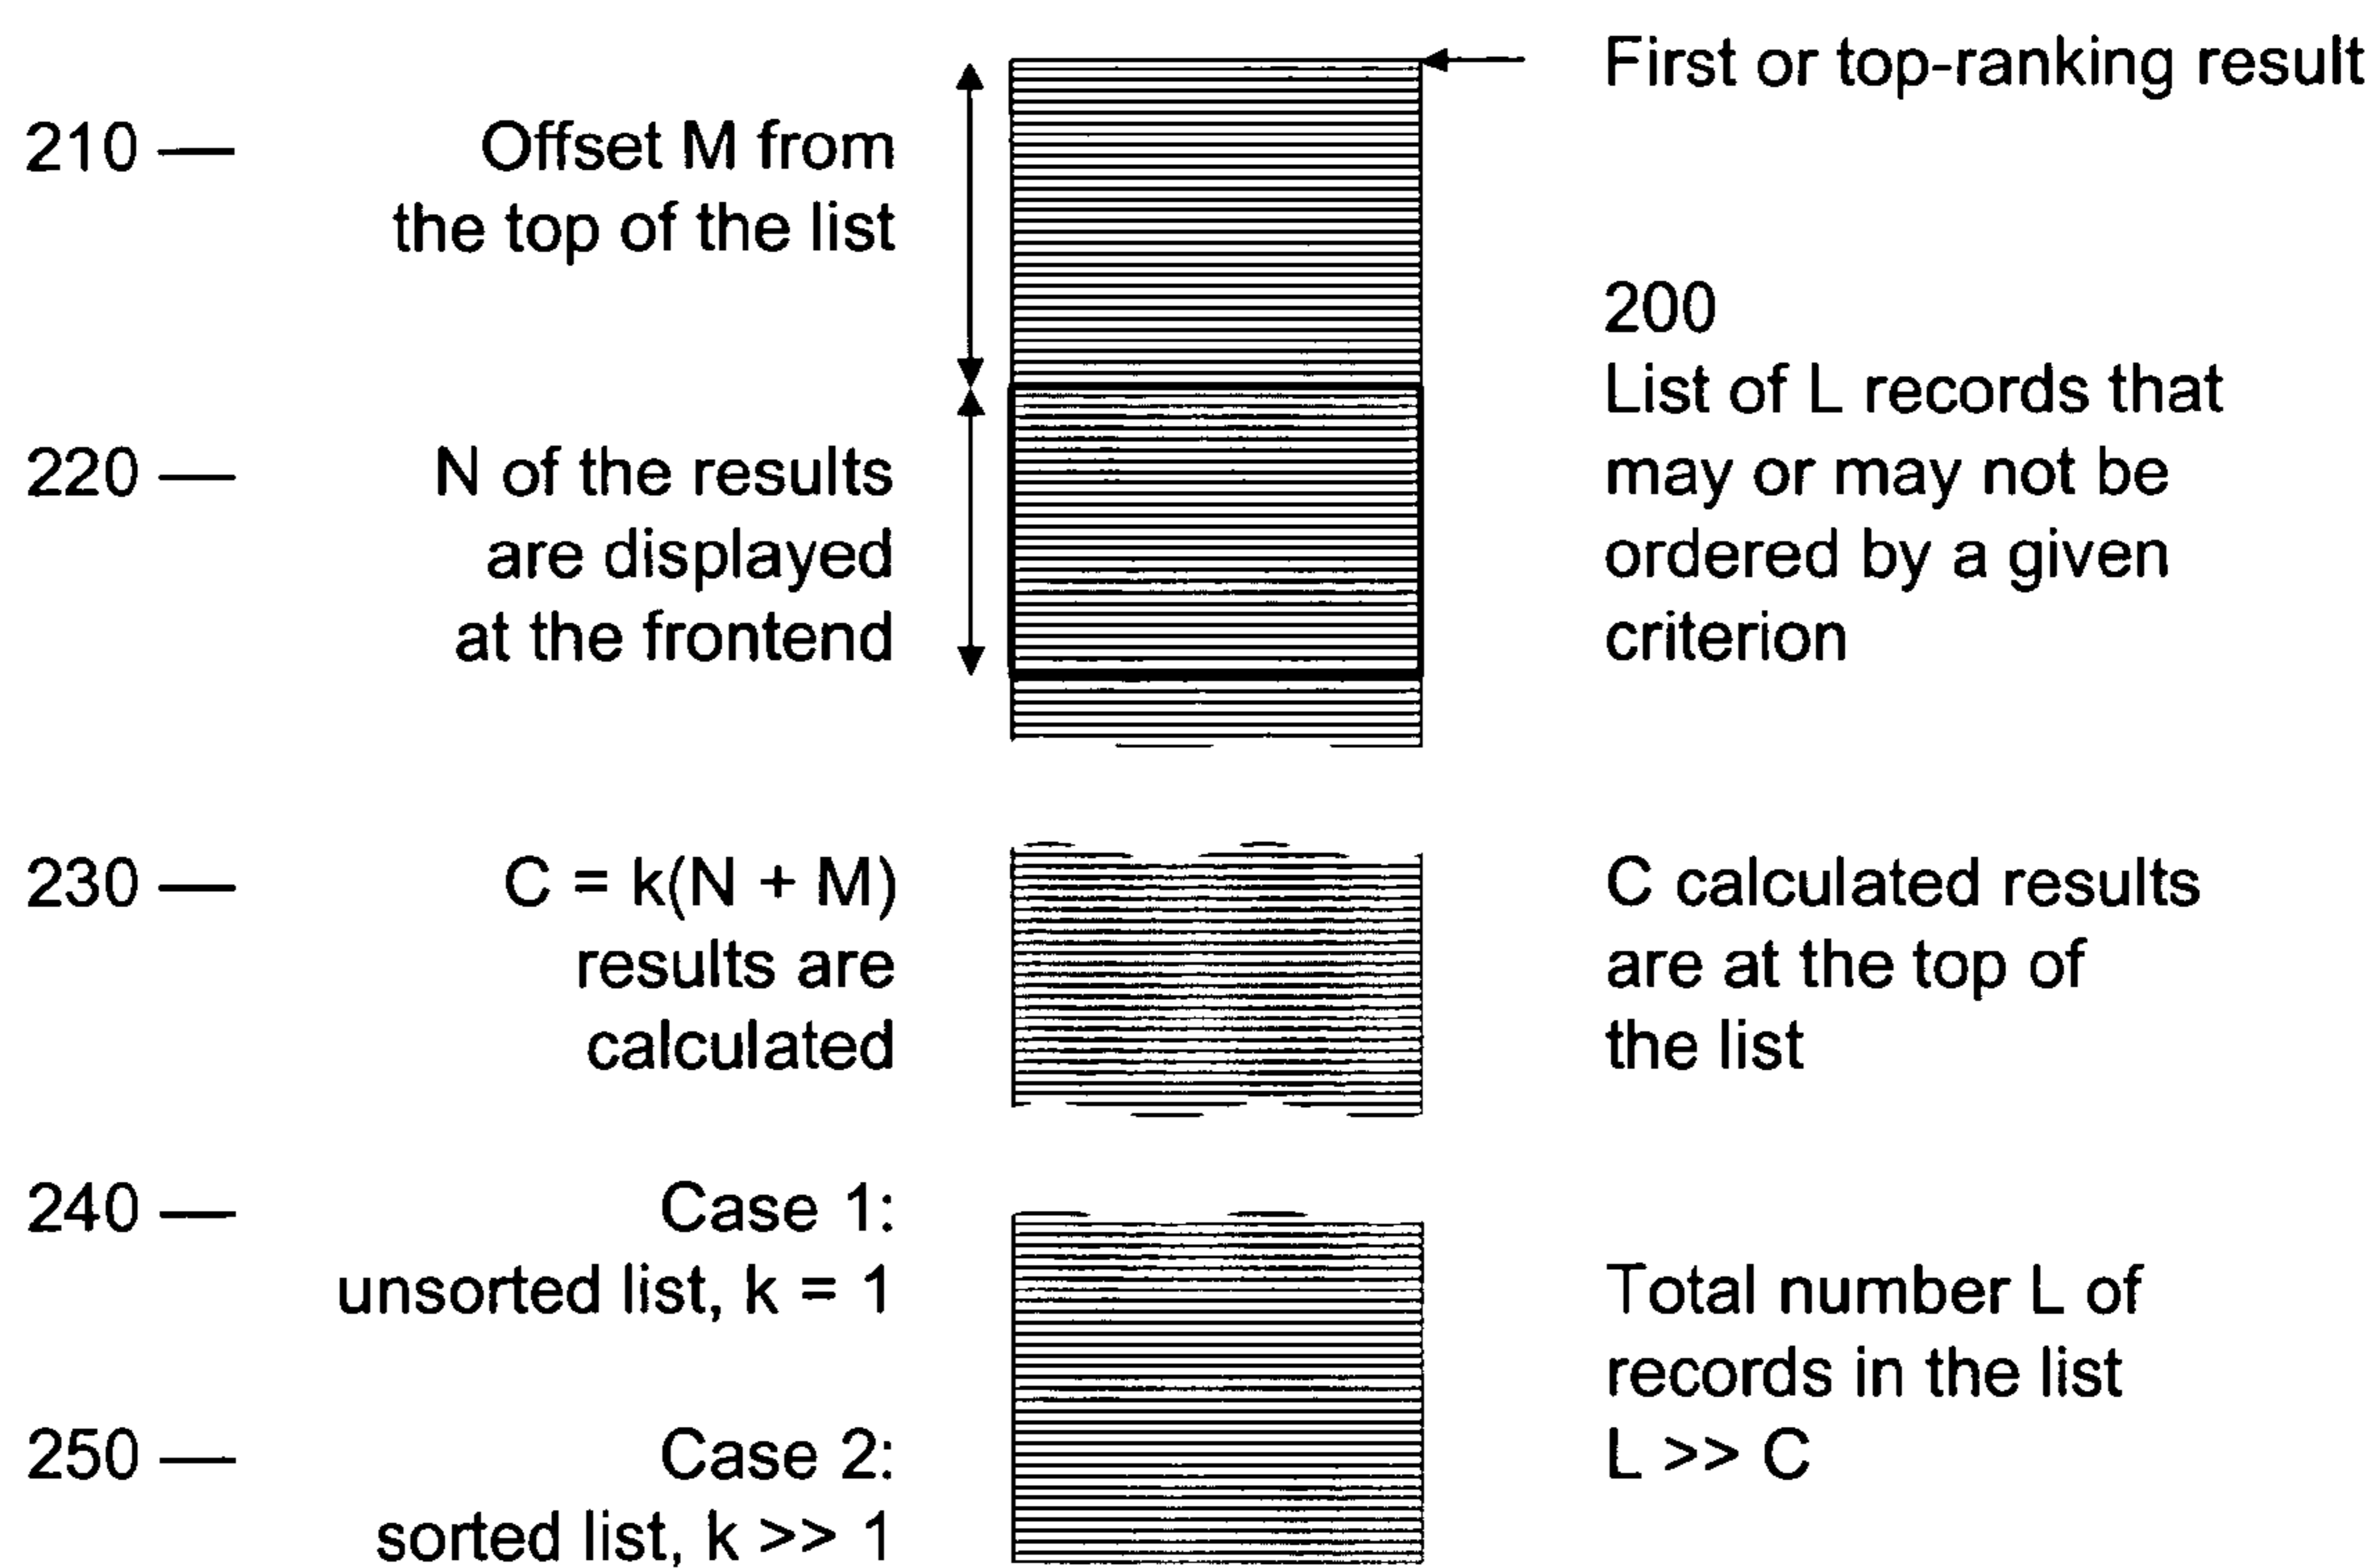 First or top-ranking result
210 — Offset M from
the top of the list
200
List of L records that
may or may not be
ordered by a given
criterion
220 — N of the results
are displayed
at the frontend
230 — C = k(N + M)
results are
calculated
C calculated results
are at the top of
the list
240 — Case 1:
unsorted list, k = 1
Total number L of
records in the list
L >> C
250 — Case 2:
sorted list, k >> 1